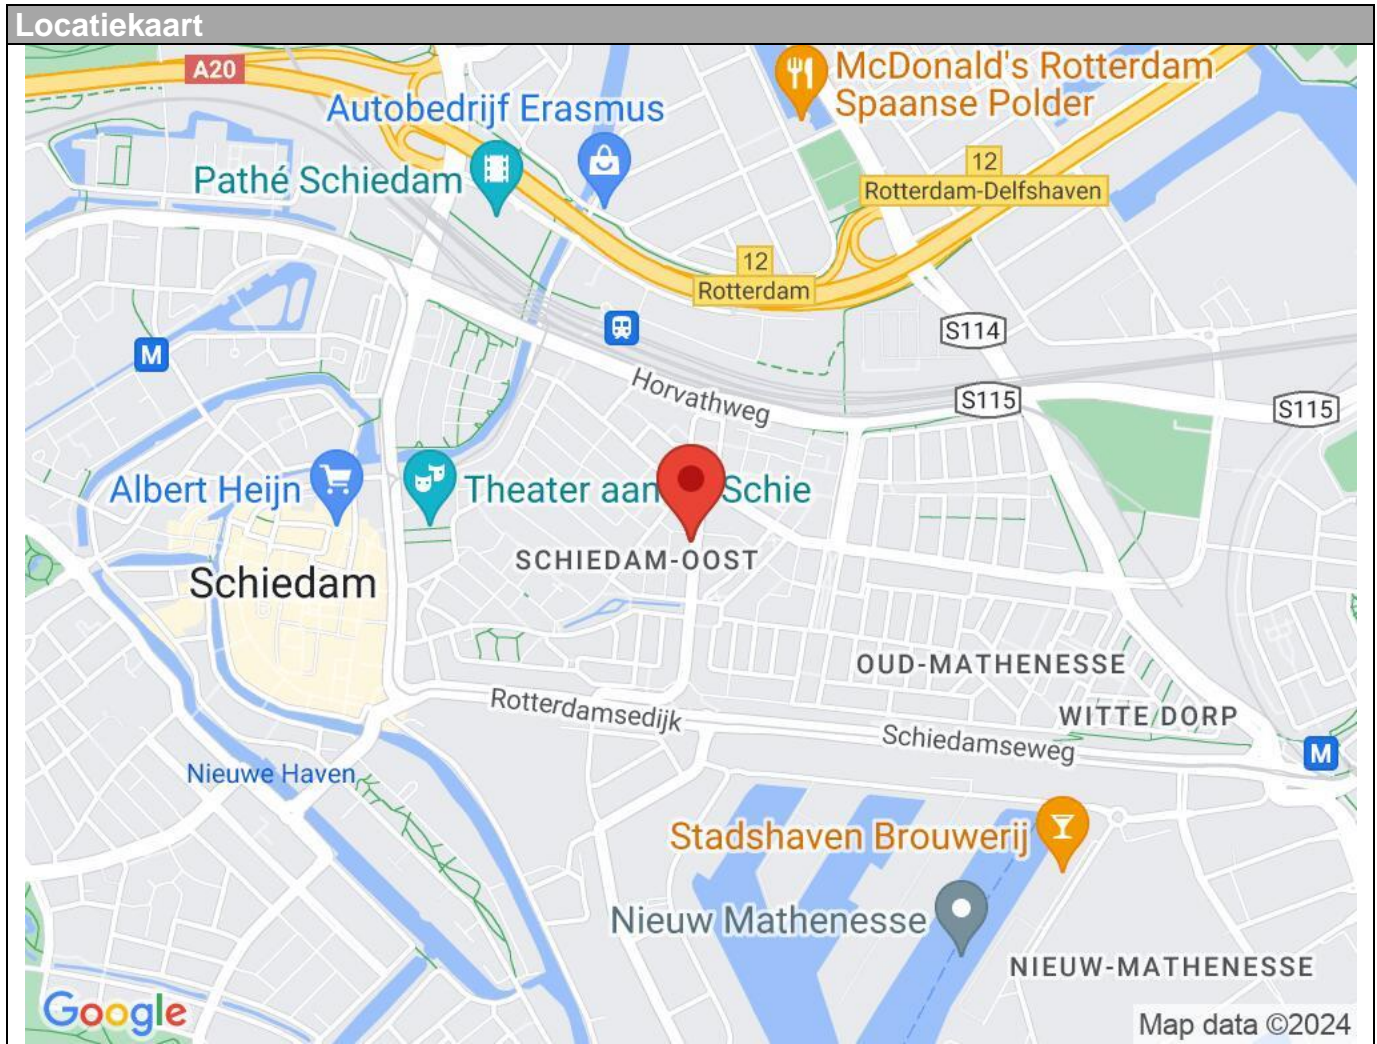 Locatiekaart
A20
McDonald's Rotterdam
Spaanse Polder
Autobedrijf Erasmus
12
Pathé Schiedam
Rotterdam-Delfshaven
12
Rotterdam
S114
M
Horvathweg
S115
S115
Albert Heijn
Theater aan
Schie
SCHIEDAM-OOST
Schiedam
OUD-MATHENESSE
Rotterdamsedijk
WITTE DORP
Schiedamseweg
M
Nieuwe Haven
Stadshaven Brouwerij
Nieuw Mathenesse
NIEUW-MATHENESSE
Google
Map data ©2024